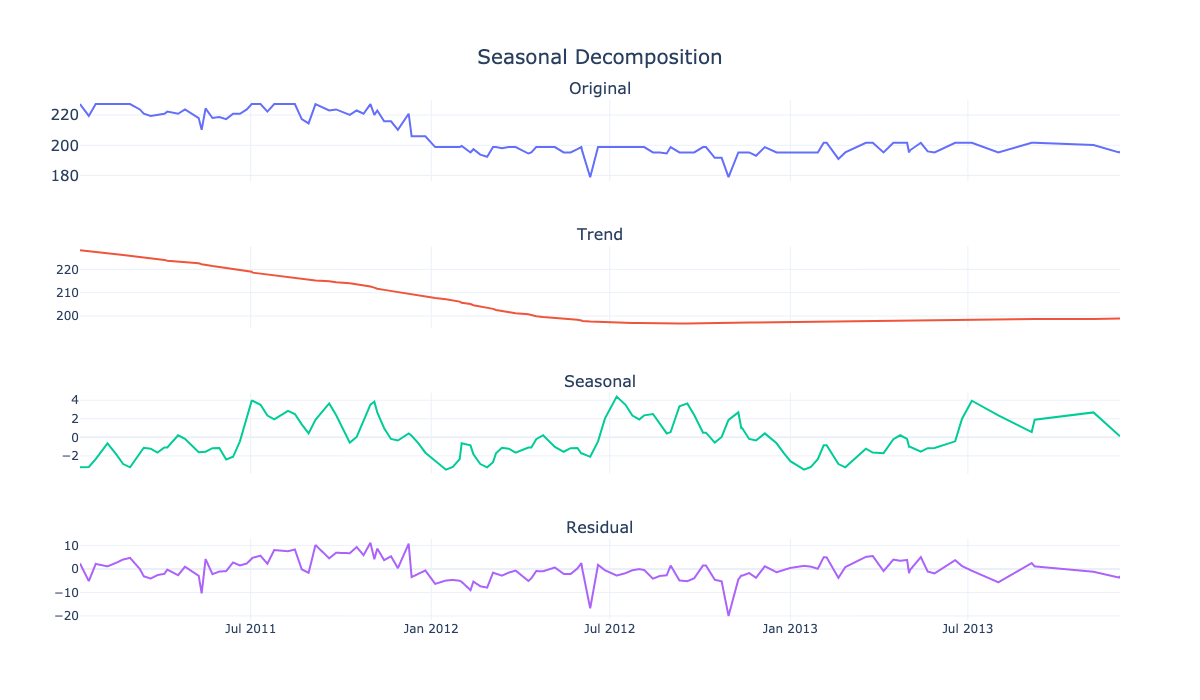 Seasonal Decomposition
Original
220
200
180
Trend
220
210
200
Seasonal
4
2
0
−2
Residual
10
0
−10
−20
Jul 2011 Jan 2012 Jul 2012 Jan 2013 Jul 2013